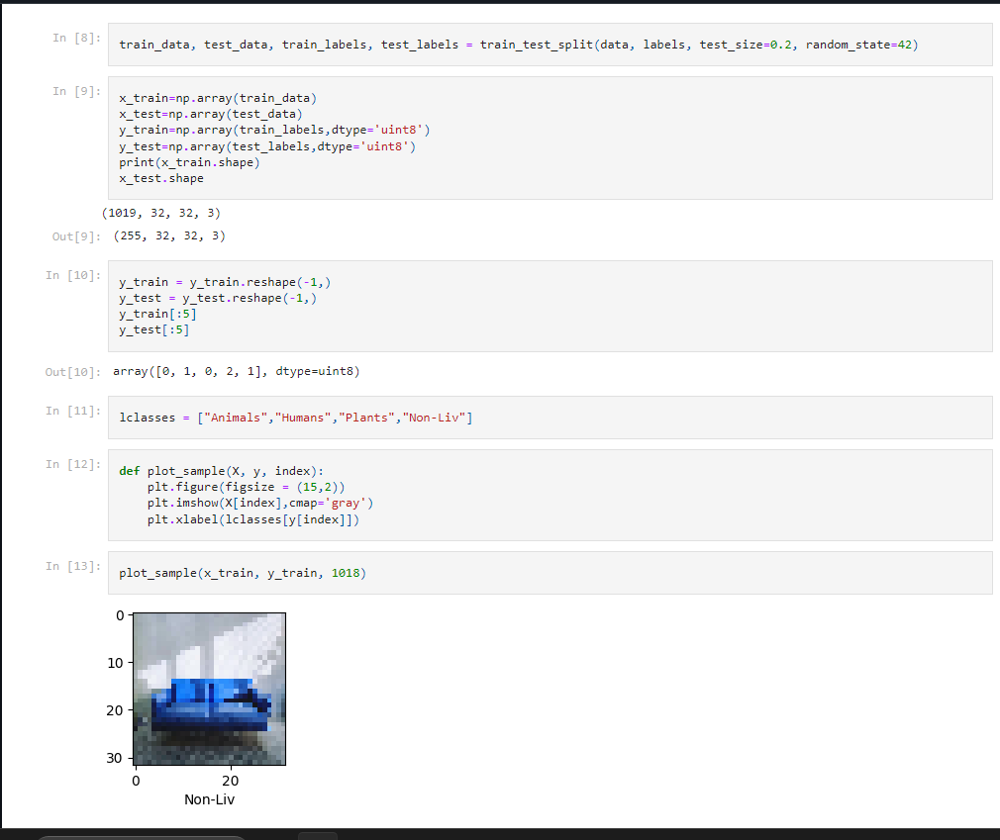 In [8]:
train_data, test_data, train_labels, test_labels = train_test_split(data, labels, test_size=0.2, random_state=42)
In [9]:
x_train=np.array(train_data)
x_test=np.array(test_data)
y_train=np.array(train_labels,dtype='uint8')
y_test=np.array(test_labels,dtype='uint8')
print(x_train.shape)
x_test.shape
(1019, 32, 32, 3)
Out[9]: (255, 32, 32, 3)
In [10]:
y_train = y_train.reshape(-1,)
y_test = y_test.reshape(-1,)
y_train[:5]
y_test[:5]
Out[10]: array([0, 1, 0, 2, 1], dtype=uint8)
In [11]:
lclasses = ["Animals","Humans","Plants","Non-Liv"]
In [12]:
def plot_sample(X, y, index):
    plt.figure(figsize = (15,2))
    plt.imshow(X[index],cmap='gray')
    plt.xlabel(lclasses[y[index]])
In [13]:
plot_sample(x_train, y_train, 1018)
0
10
20
30
0 20
Non-Liv